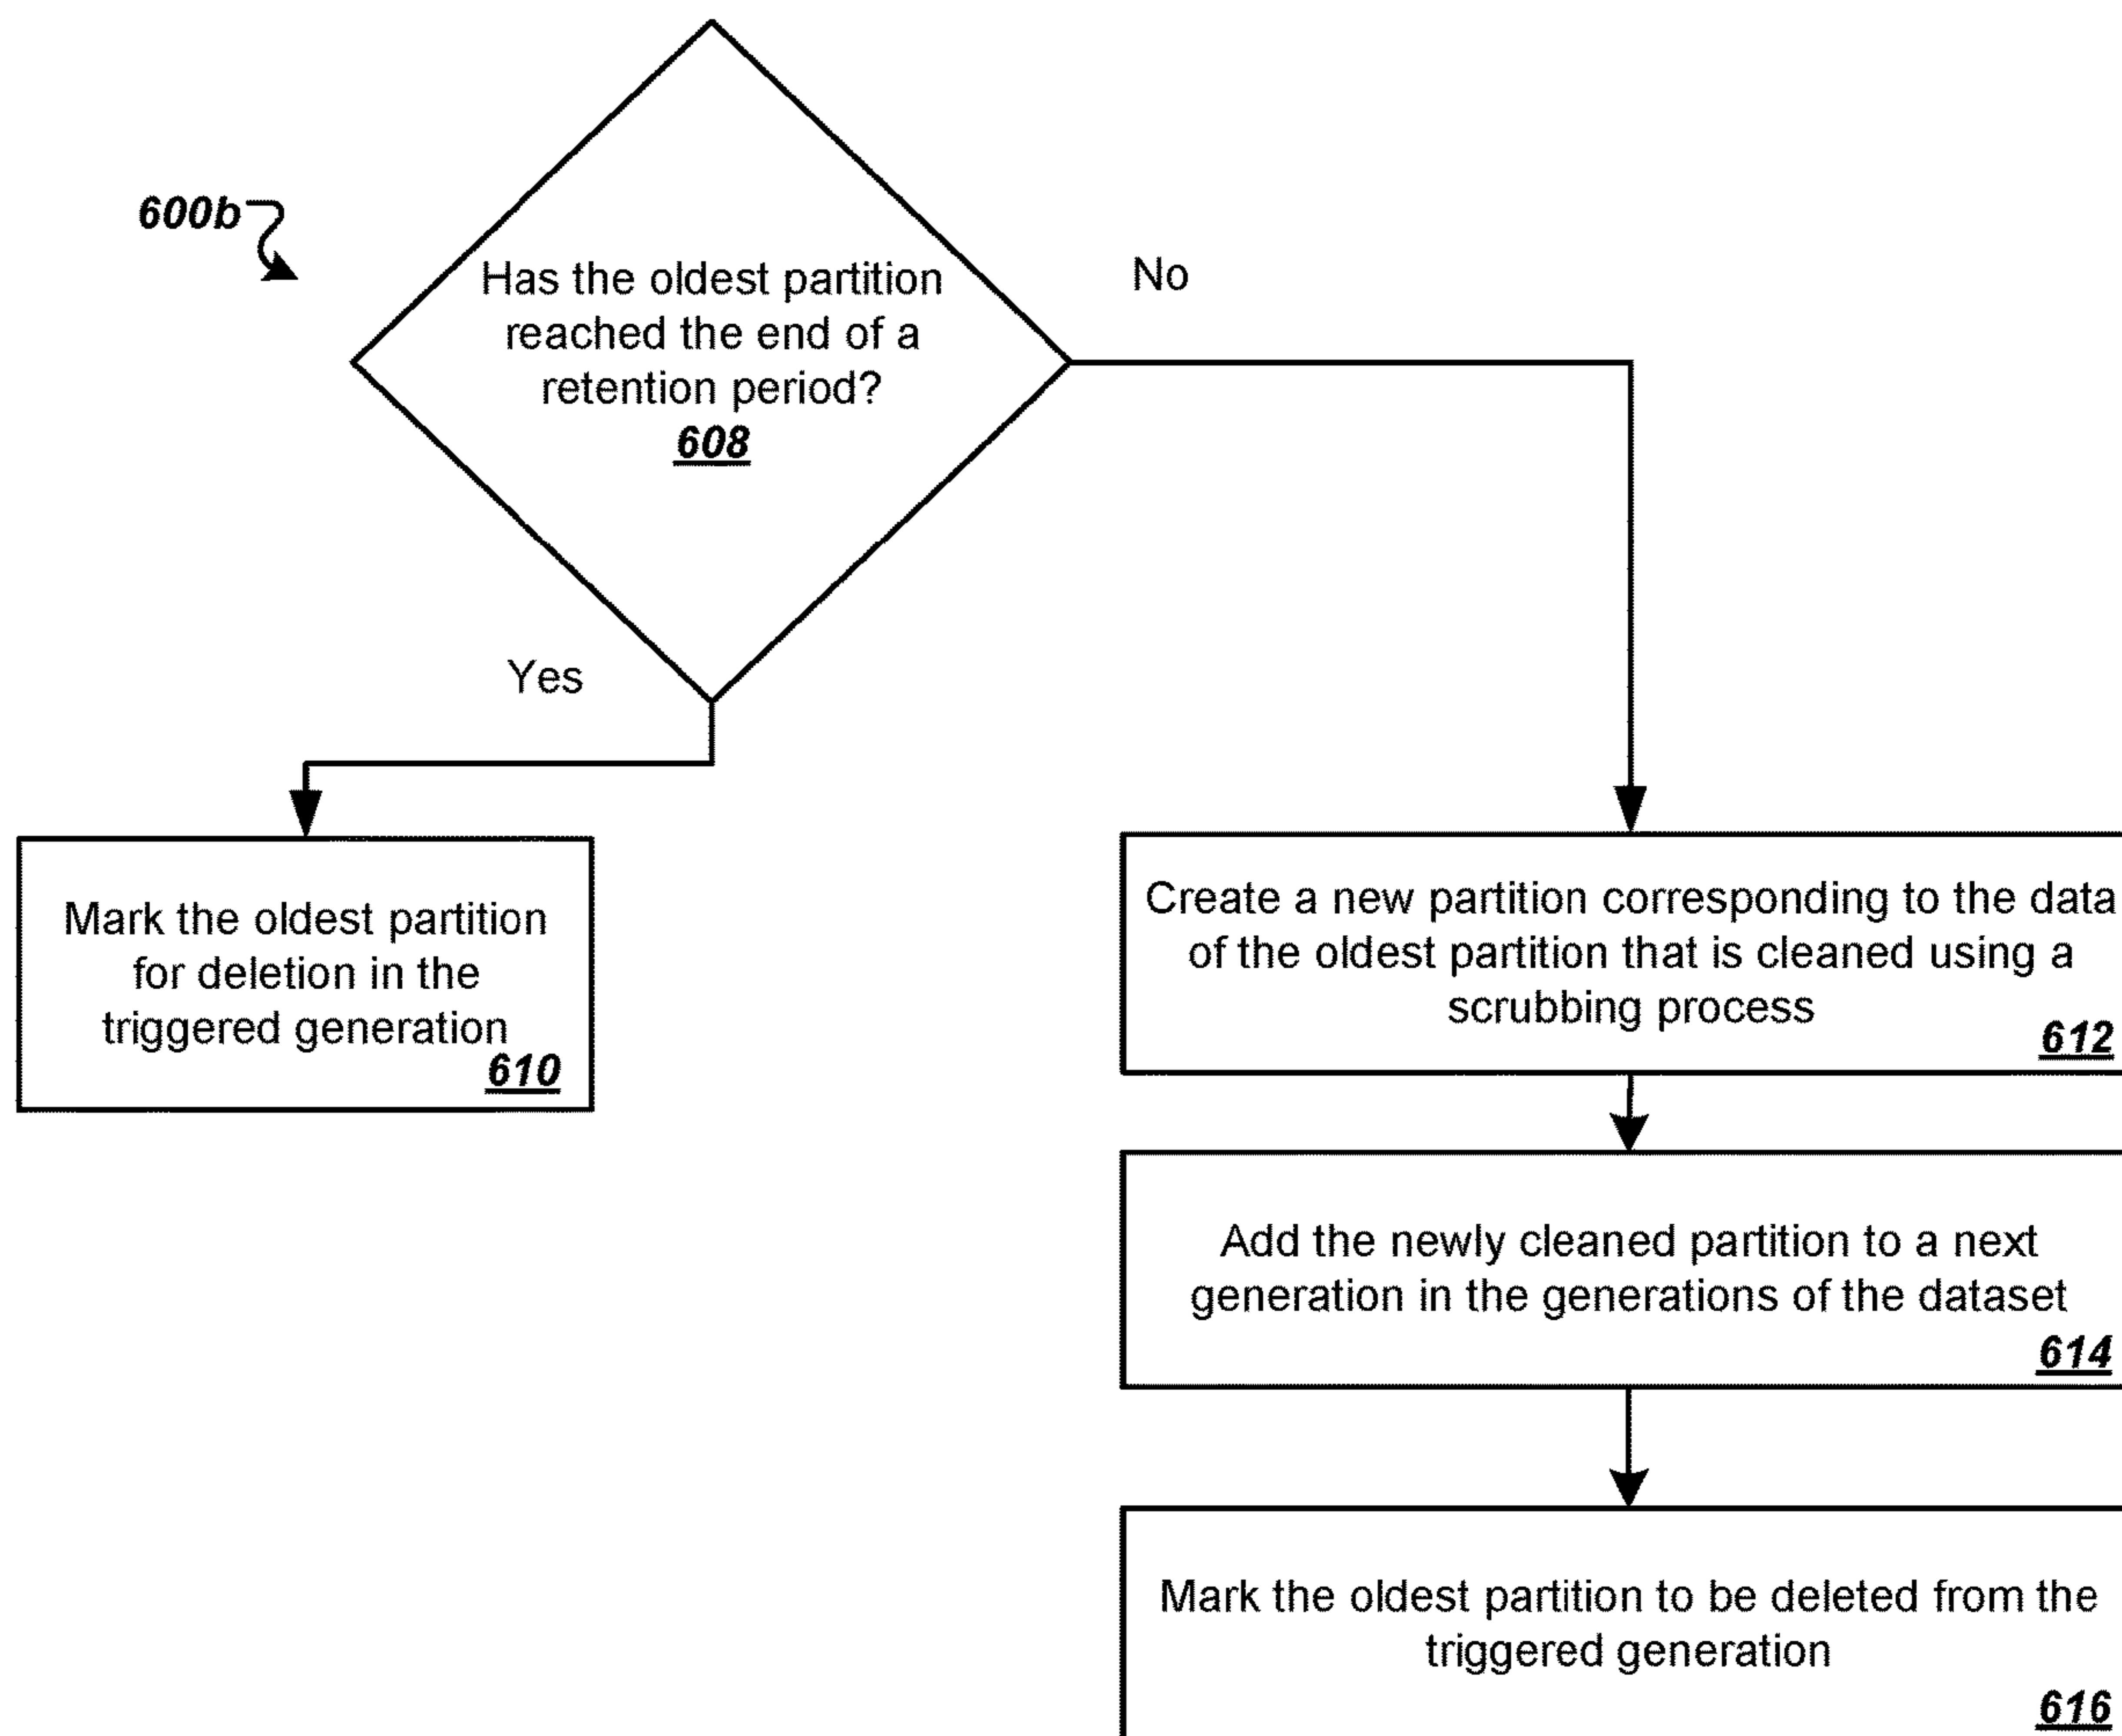 600b
Has the oldest partition
reached the end of a
retention period?
608
No
Yes
Mark the oldest partition
for deletion in the
triggered generation
610
Create a new partition corresponding to the data
of the oldest partition that is cleaned using a
scrubbing process
612
Add the newly cleaned partition to a next
generation in the generations of the dataset
614
Mark the oldest partition to be deleted from the
triggered generation
616